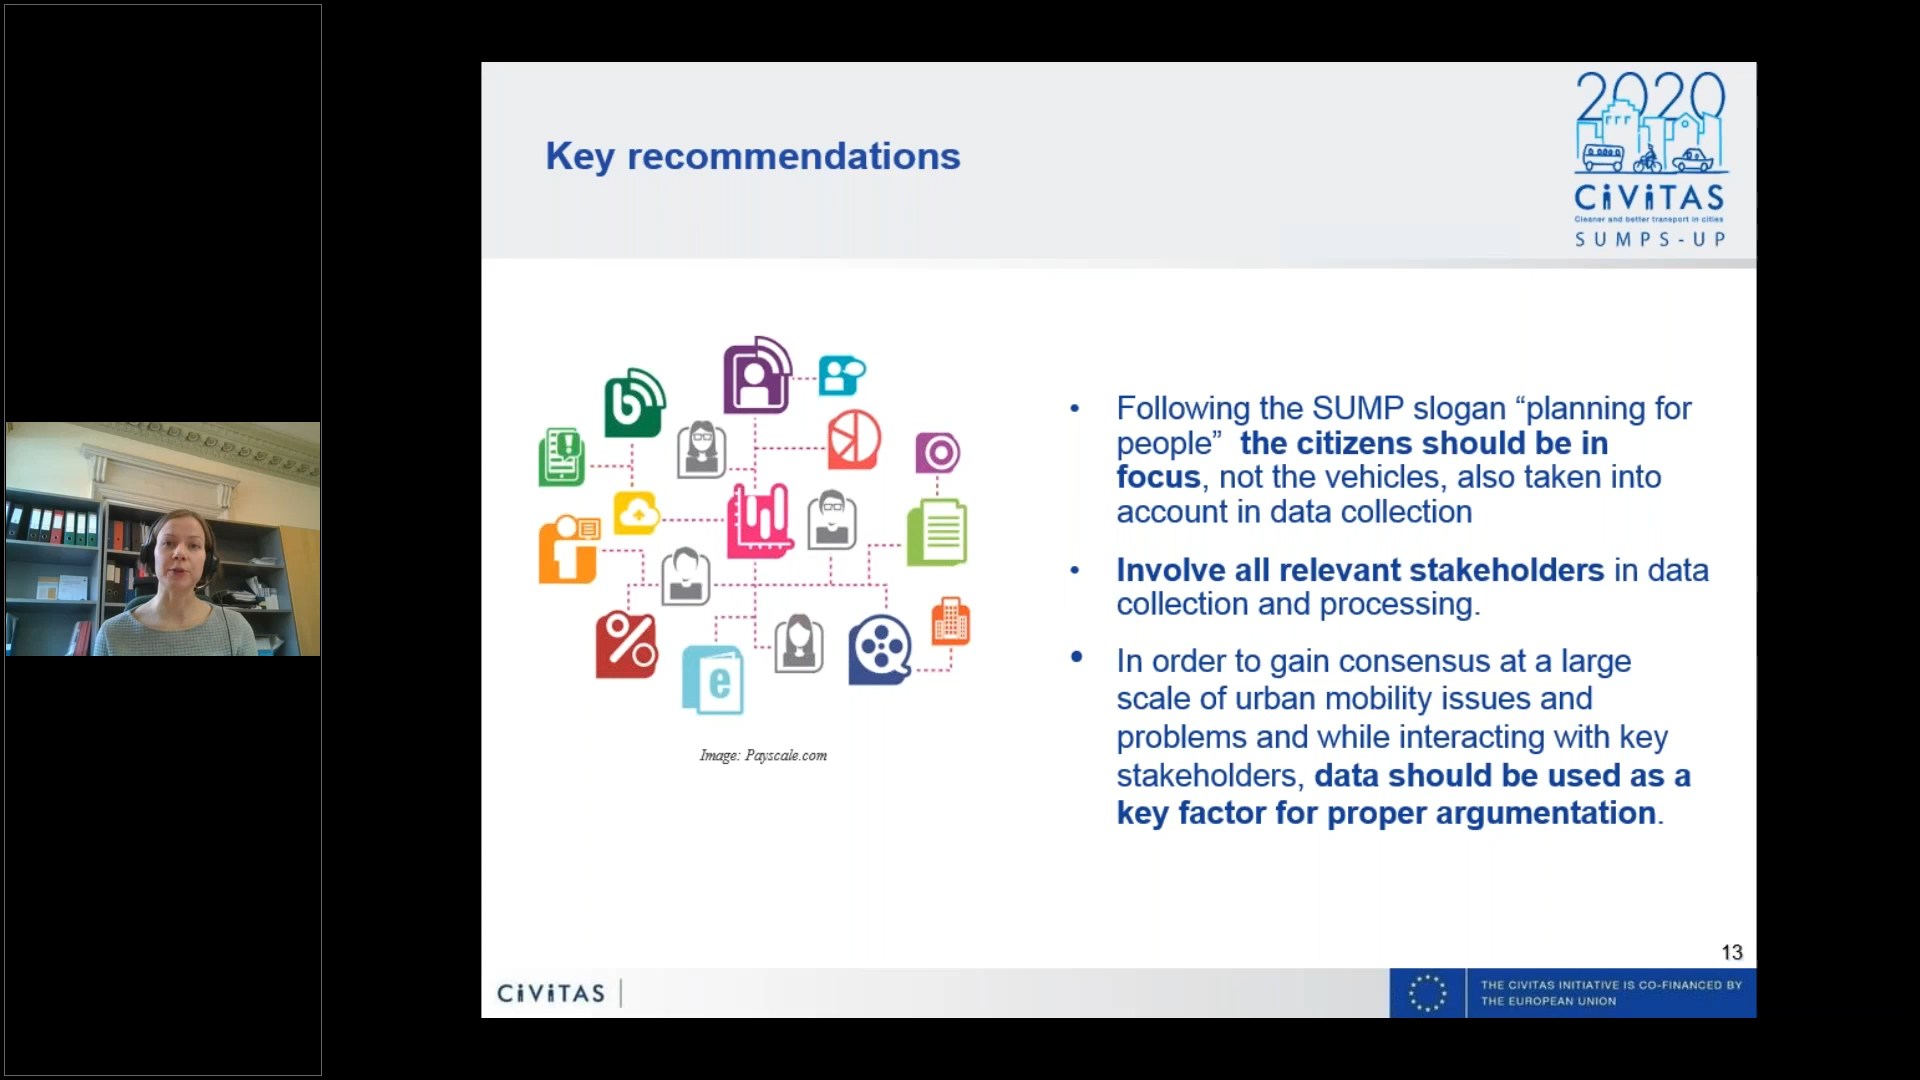 Key recommendations
2020
CiViTAS
Cleaner and better transport in cities
SUMPS-UP
• Following the SUMP slogan “planning for
people” the citizens should be in
focus, not the vehicles, also taken into
account in data collection
• Involve all relevant stakeholders in data
collection and processing.
• In order to gain consensus at a large
scale of urban mobility issues and
problems and while interacting with key
stakeholders, data should be used as a
key factor for proper argumentation.
b
!
%
e
Image: Payscale.com
13
CiViTAS
THE CIVITAS INITIATIVE IS CO-FINANCED BY
THE EUROPEAN UNION